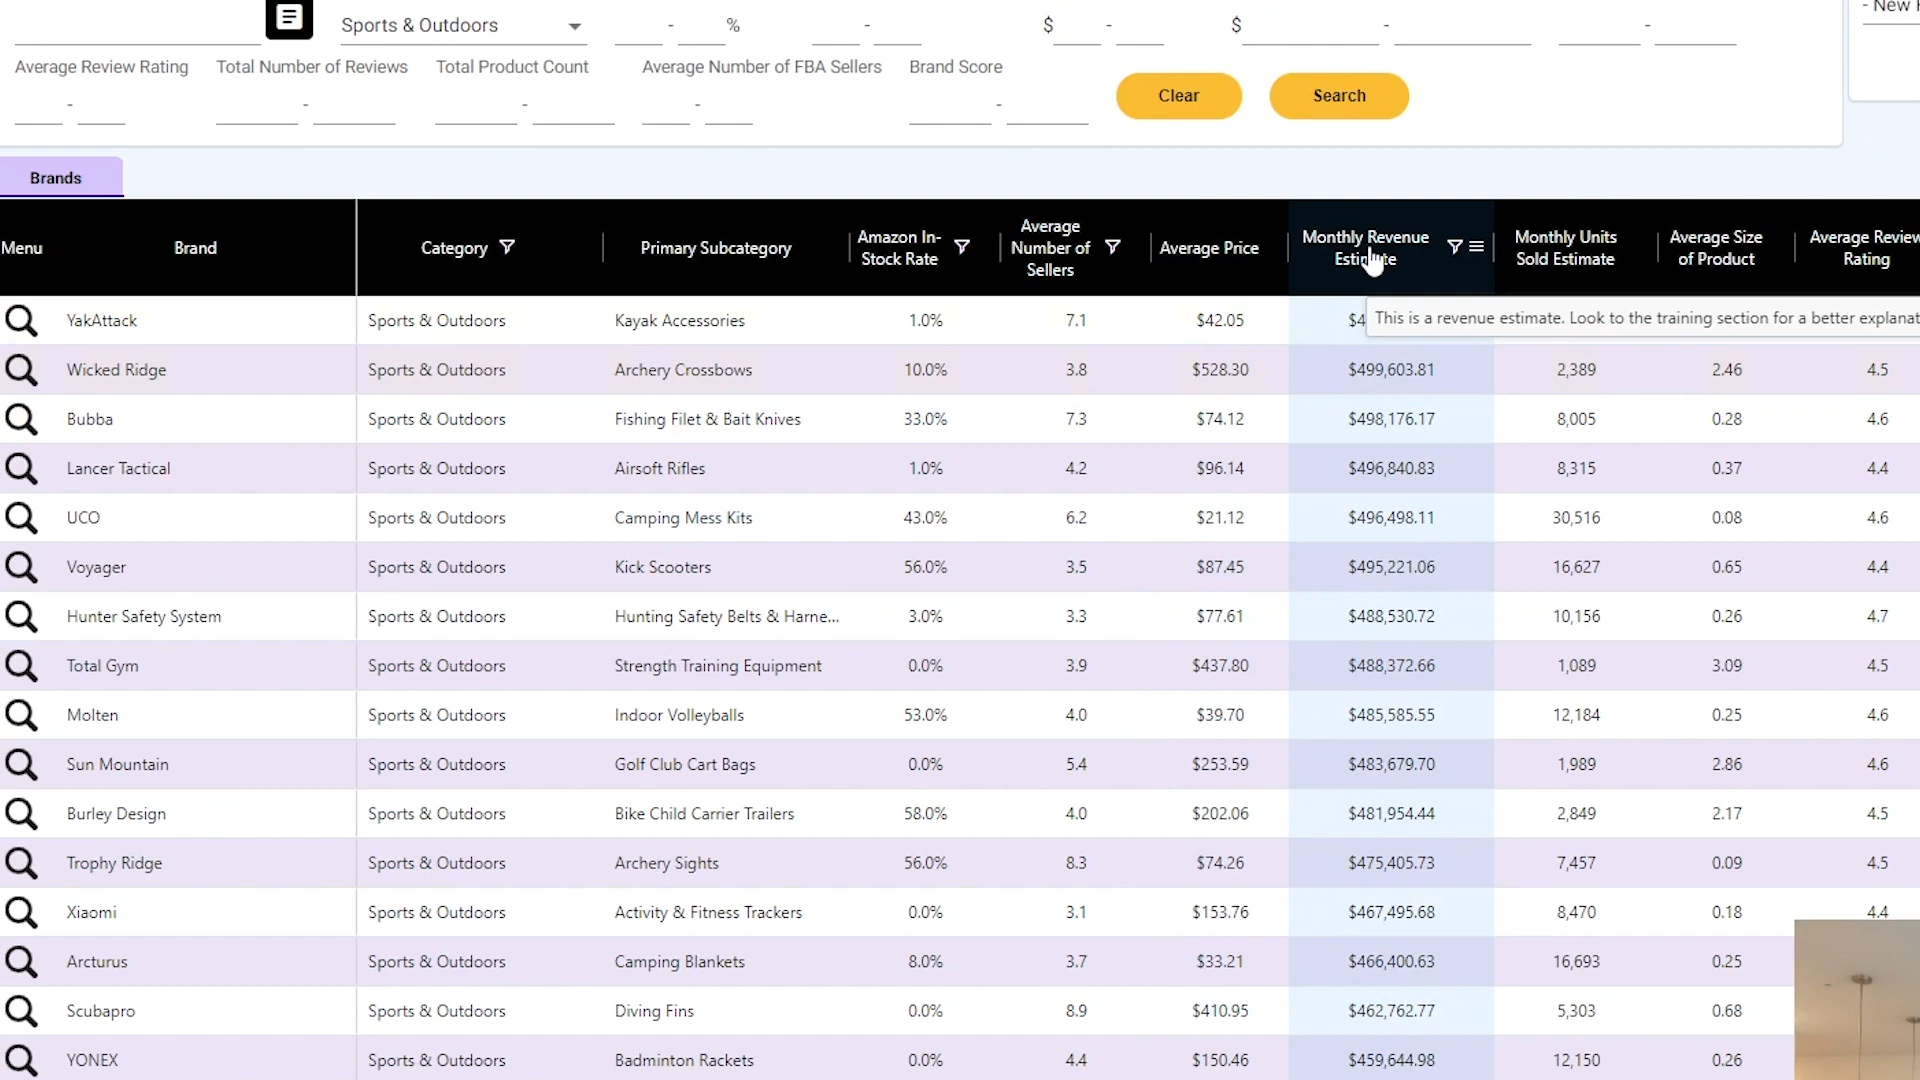 - New
Sports & Outdoors - % - $ - $ - -
Average Review Rating Total Number of Reviews Total Product Count Average Number of FBA Sellers Brand Score
- - - - - Clear Search
Brands
Menu Brand Category Primary Subcategory Amazon In-Stock Rate Average Number of Sellers Average Price Monthly Revenue Estimate Monthly Units Sold Estimate Average Size of Product Average Review Rating
YakAttack Sports & Outdoors Kayak Accessories 1.0% 7.1 $42.05 $4 This is a revenue estimate. Look to the training section for a better explanat
Wicked Ridge Sports & Outdoors Archery Crossbows 10.0% 3.8 $528.30 $499,603.81 2,389 2.46 4.5
Bubba Sports & Outdoors Fishing Filet & Bait Knives 33.0% 7.3 $74.12 $498,176.17 8,005 0.28 4.6
Lancer Tactical Sports & Outdoors Airsoft Rifles 1.0% 4.2 $96.14 $496,840.83 8,315 0.37 4.4
UCO Sports & Outdoors Camping Mess Kits 43.0% 6.2 $21.12 $496,498.11 30,516 0.08 4.6
Voyager Sports & Outdoors Kick Scooters 56.0% 3.5 $87.45 $495,221.06 16,627 0.65 4.4
Hunter Safety System Sports & Outdoors Hunting Safety Belts & Harne... 3.0% 3.3 $77.61 $488,530.72 10,156 0.26 4.7
Total Gym Sports & Outdoors Strength Training Equipment 0.0% 3.9 $437.80 $488,372.66 1,089 3.09 4.5
Molten Sports & Outdoors Indoor Volleyballs 53.0% 4.0 $39.70 $485,585.55 12,184 0.25 4.6
Sun Mountain Sports & Outdoors Golf Club Cart Bags 0.0% 5.4 $253.59 $483,679.70 1,989 2.86 4.6
Burley Design Sports & Outdoors Bike Child Carrier Trailers 58.0% 4.0 $202.06 $481,954.44 2,849 2.17 4.5
Trophy Ridge Sports & Outdoors Archery Sights 56.0% 8.3 $74.26 $475,405.73 7,457 0.09 4.5
Xiaomi Sports & Outdoors Activity & Fitness Trackers 0.0% 3.1 $153.76 $467,495.68 8,470 0.18 4.4
Arcturus Sports & Outdoors Camping Blankets 8.0% 3.7 $33.21 $466,400.63 16,693 0.25
Scubapro Sports & Outdoors Diving Fins 0.0% 8.9 $410.95 $462,762.77 5,303 0.68
YONEX Sports & Outdoors Badminton Rackets 0.0% 4.4 $150.46 $459,644.98 12,150 0.26